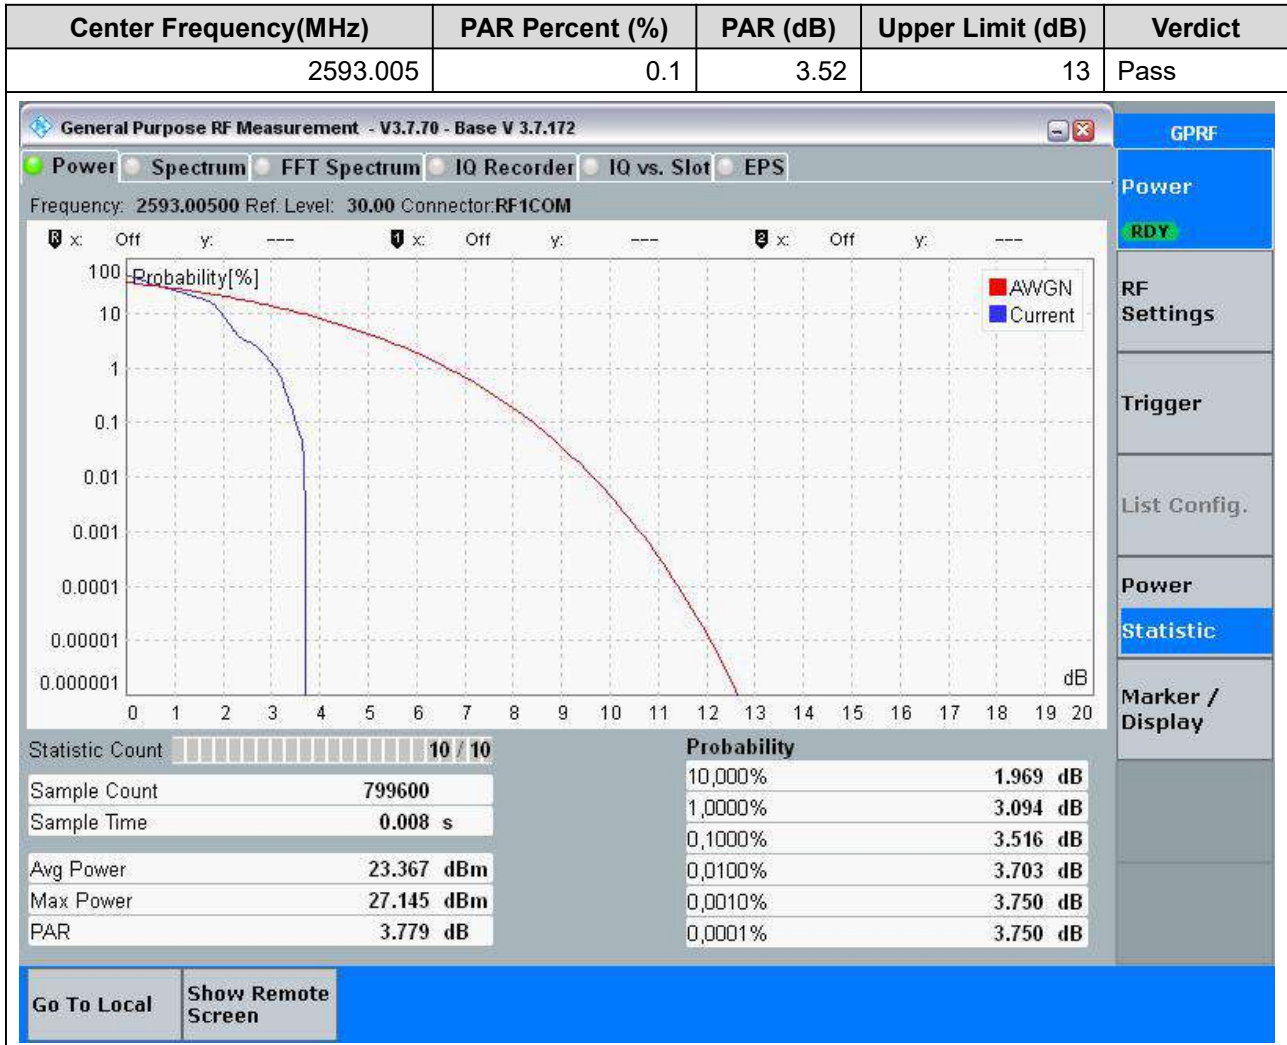 Center Frequency(MHz) PAR Percent (%) PAR (dB) Upper Limit (dB) Verdict
2593.005 0.1 3.52 13 Pass
General Purpose RF Measurement - V3.7.70 - Base V 3.7.172
GPRF
Power Spectrum FFT Spectrum IQ Recorder IQ vs. Slot EPS
Power
RDY
Frequency: 2593.00500 Ref. Level: 30.00 Connector:RF1COM
R x: Off y: --- 1 x: Off y: --- 2 x: Off y: ---
100 Probability[%]
10
1
0.1
0.01
0.001
0.0001
0.00001
0.000001
AWGN
Current
dB
0 1 2 3 4 5 6 7 8 9 10 11 12 13 14 15 16 17 18 19 20
RF
Settings
Trigger
List Config.
Power
Statistic
Marker /
Display
Statistic Count 10 / 10
Sample Count 799600
Sample Time 0.008 s
Avg Power 23.367 dBm
Max Power 27.145 dBm
PAR 3.779 dB
Probability
10,000% 1.969 dB
1,0000% 3.094 dB
0,1000% 3.516 dB
0,0100% 3.703 dB
0,0010% 3.750 dB
0,0001% 3.750 dB
Go To Local
Show Remote
Screen